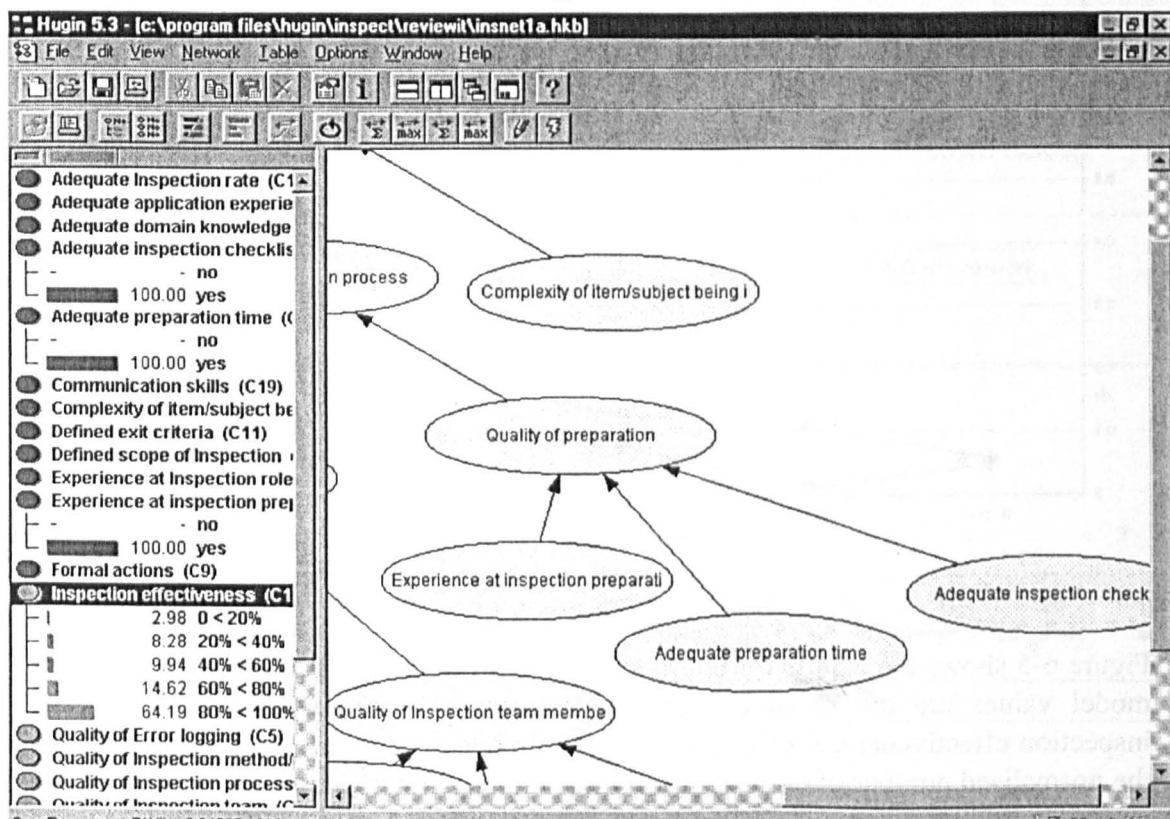 Hugin 5.3 - [c:\program files\hugin\inspect\reviewit\insnet1a.hkb]
File Edit View Network Table Options Window Help
Adequate Inspection rate (C1
Adequate application experie
Adequate domain knowledge
Adequate inspection checklis
- - no
100.00 yes
Adequate preparation time (
- - no
100.00 yes
Communication skills (C19)
Complexity of item/subject be
Defined exit criteria (C11)
Defined scope of Inspection
Experience at Inspection role
Experience at inspection prep
- - no
100.00 yes
Formal actions (C9)
Inspection effectiveness (C1
2.98 0 < 20%
8.28 20% < 40%
9.94 40% < 60%
14.62 60% < 80%
64.19 80% < 100%
Quality of Error logging (C5)
Quality of Inspection method/
Quality of Inspection process
Quality of Inspection team (C
n process
Complexity of item/subject being i
Quality of preparation
Experience at inspection preparati
Adequate inspection check
Adequate preparation time
Quality of Inspection team membe